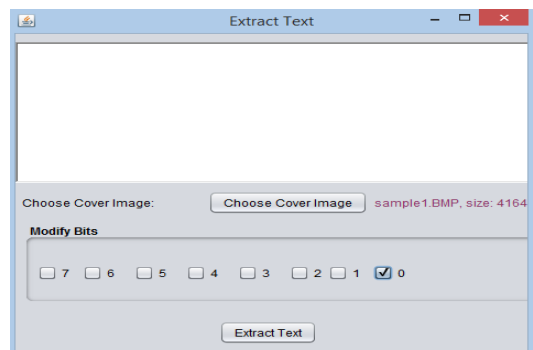 Extract Text
Choose Cover Image: Choose Cover Image sample1.BMP, size: 4164
Modify Bits
7 6 5 4 3 2 1 0
Extract Text